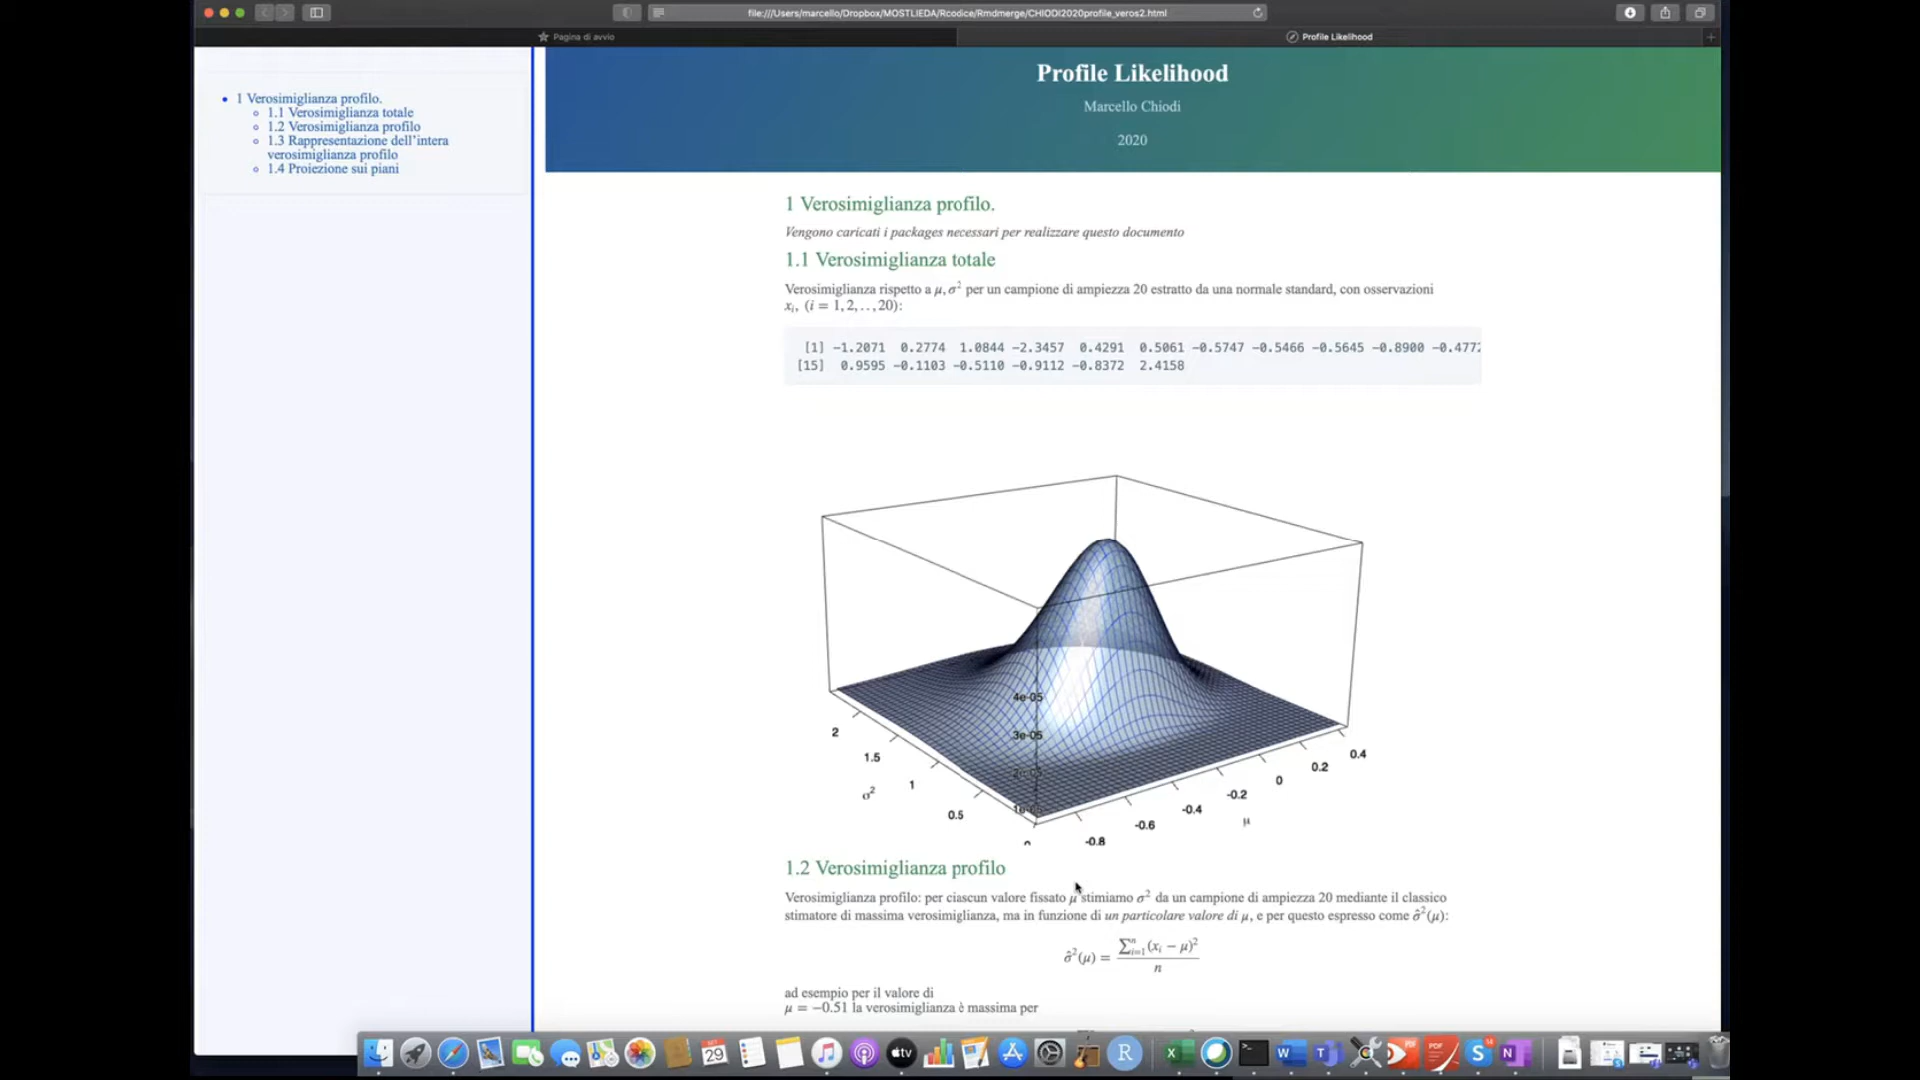 file:///Users/marcello/Dropbox/MOSTLIEDA/Rcodice/Rmdmerge/CHIODI2020profile_veros2.html
Pagina di avvio
Profile Likelihood
1 Verosimiglianza profilo.
1.1 Verosimiglianza totale
1.2 Verosimiglianza profilo
1.3 Rappresentazione dell'intera
verosimiglianza profilo
1.4 Proiezione sui piani
Profile Likelihood
Marcello Chiodi
2020
1 Verosimiglianza profilo.
Vengono caricati i packages necessari per realizzare questo documento
1.1 Verosimiglianza totale
Verosimiglianza rispetto a μ, σ² per un campione di ampiezza 20 estratto da una normale standard, con osservazioni
xᵢ, (i = 1, 2, . . , 20):
[1] −1.2071 0.2774 1.0844 −2.3457 0.4291 0.5061 −0.5747 −0.5466 −0.5645 −0.8900 −0.4772
[15] 0.9595 −0.1103 −0.5110 −0.9112 −0.8372 2.4158
4e-05
3e-05
2e-05
2
1.5
1
0.5
σ²
0.4
0.2
0
-0.2
-0.4
-0.6
-0.8
μ
1.2 Verosimiglianza profilo
Verosimiglianza profilo: per ciascun valore fissato μ stimiamo σ² da un campione di ampiezza 20 mediante il classico
stimatore di massima verosimiglianza, ma in funzione di un particolare valore di μ, e per questo espresso come σ̂²(μ):
σ̂²(μ) = ∑ⁿᵢ₌₁(xᵢ − μ)² / n
ad esempio per il valore di
μ = −0.51 la verosimiglianza è massima per
29
tv